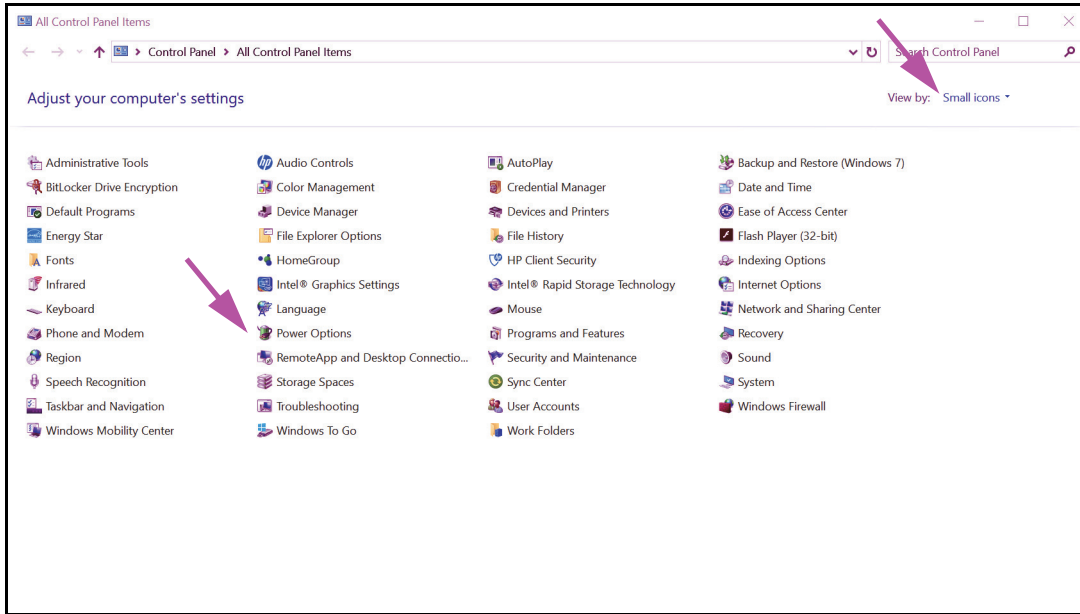 All Control Panel Items
Control Panel > All Control Panel Items
Search Control Panel
Adjust your computer's settings
View by: Small icons
Administrative Tools
Audio Controls
AutoPlay
Backup and Restore (Windows 7)
BitLocker Drive Encryption
Color Management
Credential Manager
Date and Time
Default Programs
Device Manager
Devices and Printers
Ease of Access Center
Energy Star
File Explorer Options
File History
Flash Player (32-bit)
Fonts
HomeGroup
HP Client Security
Indexing Options
Infrared
Intel® Graphics Settings
Intel® Rapid Storage Technology
Internet Options
Keyboard
Language
Mouse
Network and Sharing Center
Phone and Modem
Power Options
Programs and Features
Recovery
Region
RemoteApp and Desktop Connectio...
Security and Maintenance
Sound
Speech Recognition
Storage Spaces
Sync Center
System
Taskbar and Navigation
Troubleshooting
User Accounts
Windows Firewall
Windows Mobility Center
Windows To Go
Work Folders